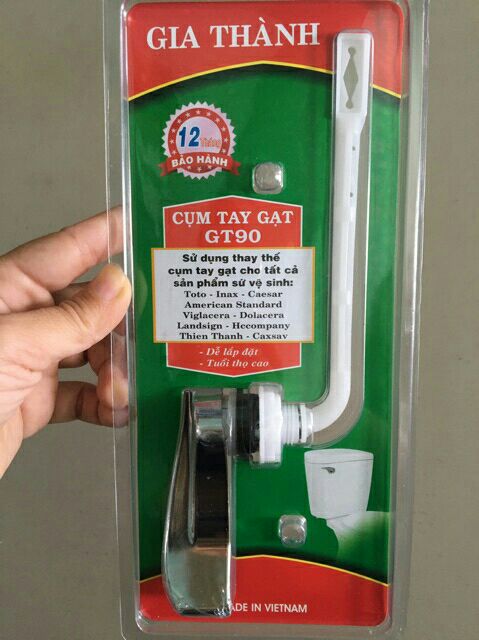 GIA THÀNH
12 Tháng
BẢO HÀNH
CỤM TAY GẠT
GT90
Sử dụng thay thế
cụm tay gạt cho tất cả
sản phẩm sứ vệ sinh:
Toto - Inax - Caesar
American Standard
Viglacera - Dolacera
Landsign - Hccompany
Thien Thanh - Caxsav
- Dễ lắp đặt
- Tuổi thọ cao
ADE IN VIETNAM